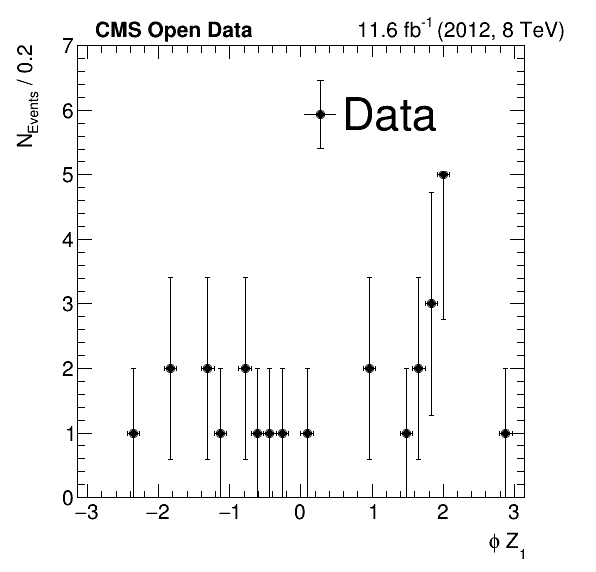 CMS Open Data 11.6 fb⁻¹ (2012, 8 TeV)
N_Events / 0.2
Data
7
6
5
4
3
2
1
0
−3 −2 −1 0 1 2 3
ϕ Z₁